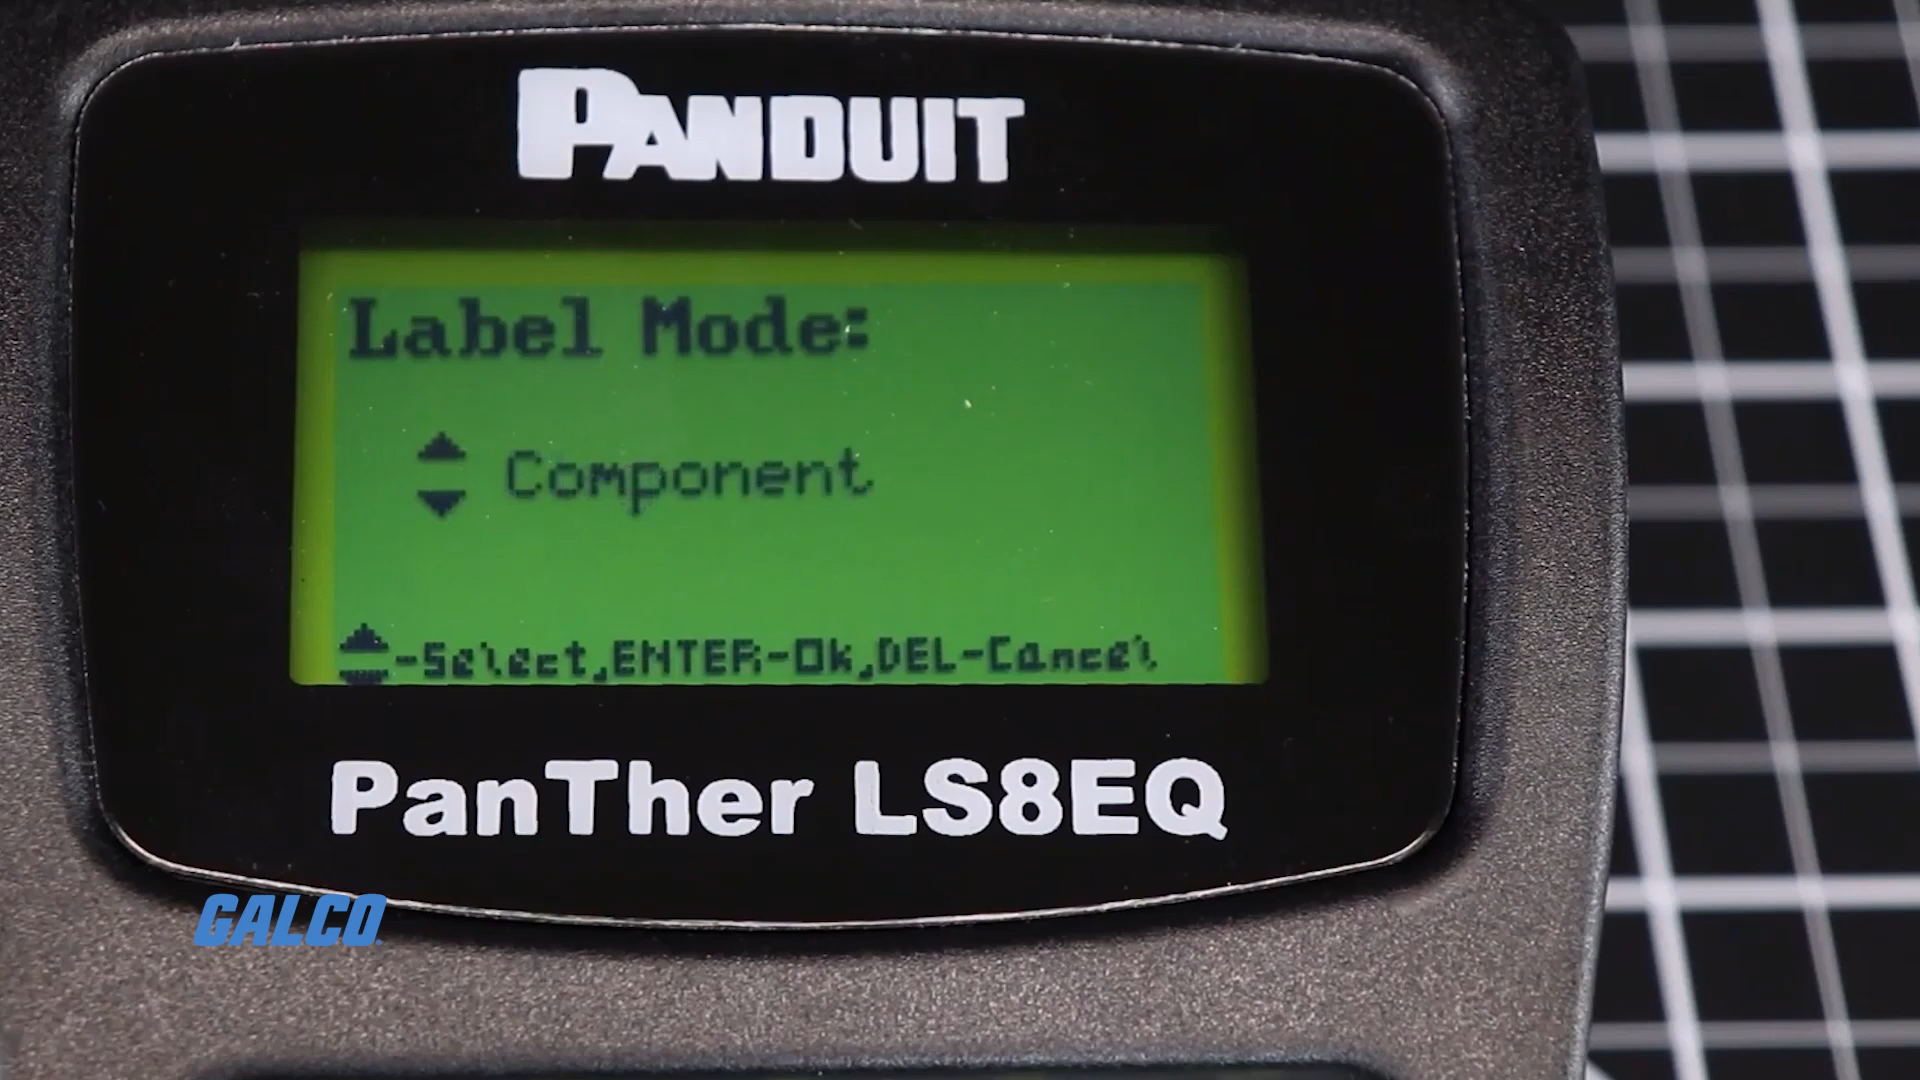 PANDUIT
Label Mode:
Component
-Select,ENTER-Ok,DEL-Cancel
PanTher LS8EQ
GALCO